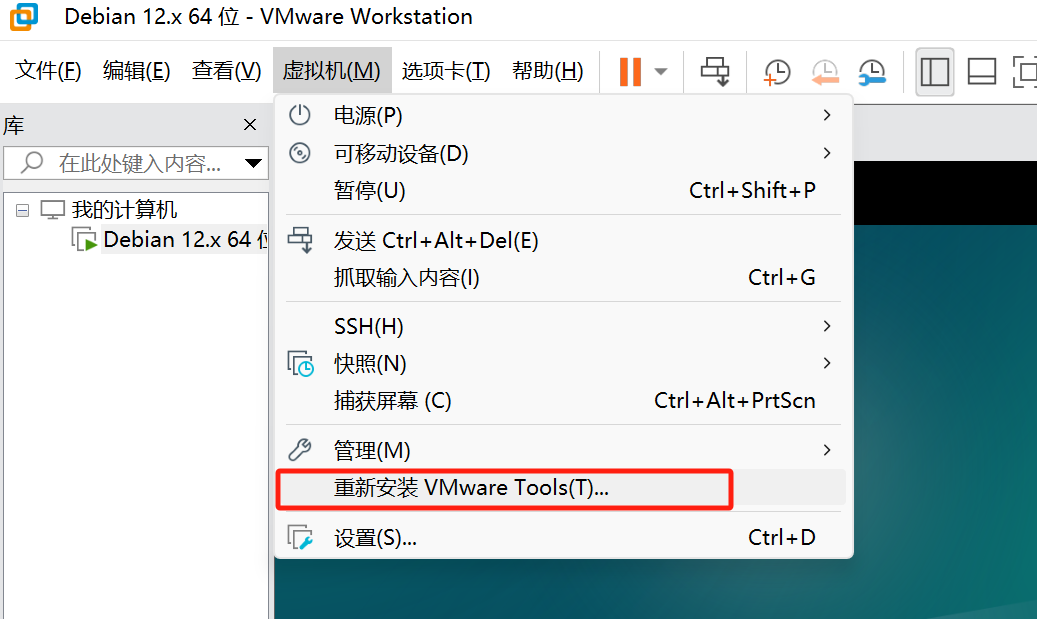 Debian 12.x 64 位 - VMware Workstation
文件(F) 编辑(E) 查看(V) 虚拟机(M) 选项卡(T) 帮助(H)
库
在此处键入内容...
我的计算机
Debian 12.x 64
电源(P)
可移动设备(D)
暂停(U) Ctrl+Shift+P
发送 Ctrl+Alt+Del(E)
抓取输入内容(I) Ctrl+G
SSH(H)
快照(N)
捕获屏幕 (C) Ctrl+Alt+PrtScn
管理(M)
重新安装 VMware Tools(T)...
设置(S)... Ctrl+D